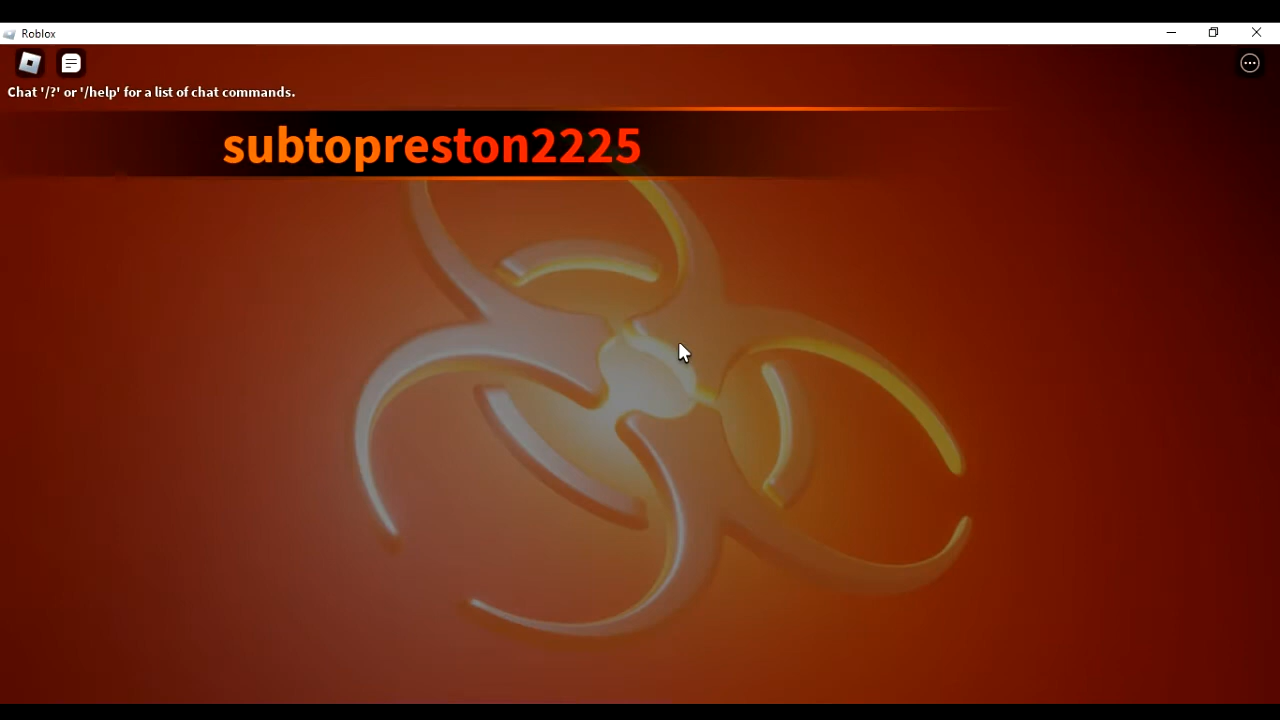 Roblox
Chat '/?' or '/help' for a list of chat commands.
subtopreston2225